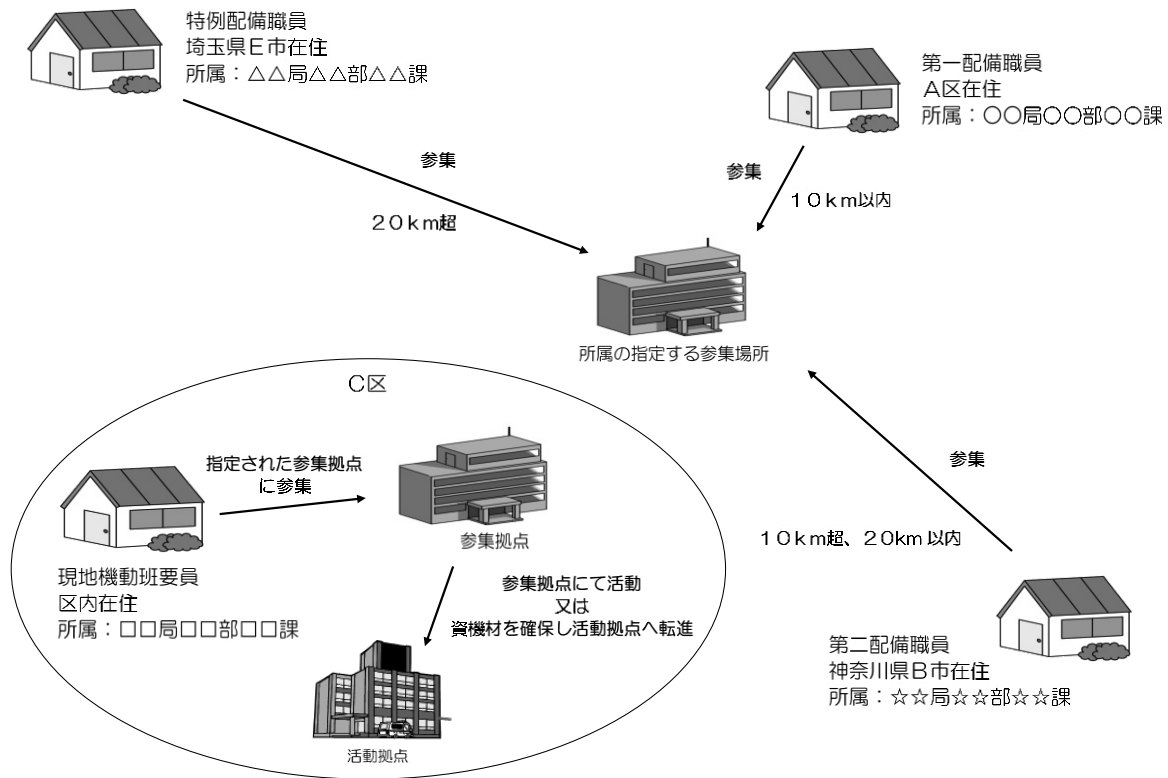 特例配備職員
埼玉県E市在住
所属：△△局△△部△△課
第一配備職員
A区在住
所属：○○局○○部○○課
参集
20km超
参集
10km以内
所属の指定する参集場所
C区
指定された参集拠点
に参集
参集拠点
現地機動班要員
区内在住
所属：□□局□□部□□課
参集拠点にて活動
又は
資機材を確保し活動拠点へ転進
活動拠点
参集
10km超、20km以内
第二配備職員
神奈川県B市在住
所属：☆☆局☆☆部☆☆課